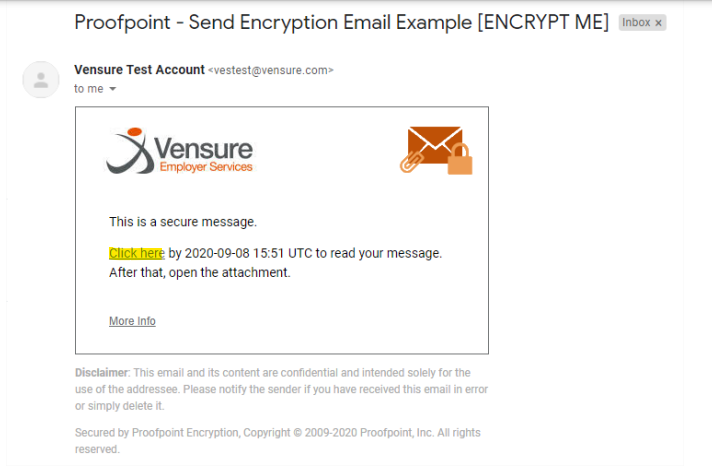 Proofpoint - Send Encryption Email Example [ENCRYPT ME] Inbox x
Vensure Test Account <vestest@vensure.com>
to me
Vensure
Employer Services
This is a secure message.
Click here by 2020-09-08 15:51 UTC to read your message.
After that, open the attachment.
More Info
Disclaimer: This email and its content are confidential and intended solely for the
use of the addressee. Please notify the sender if you have received this email in error
or simply delete it.
Secured by Proofpoint Encryption, Copyright © 2009-2020 Proofpoint, Inc. All rights
reserved.